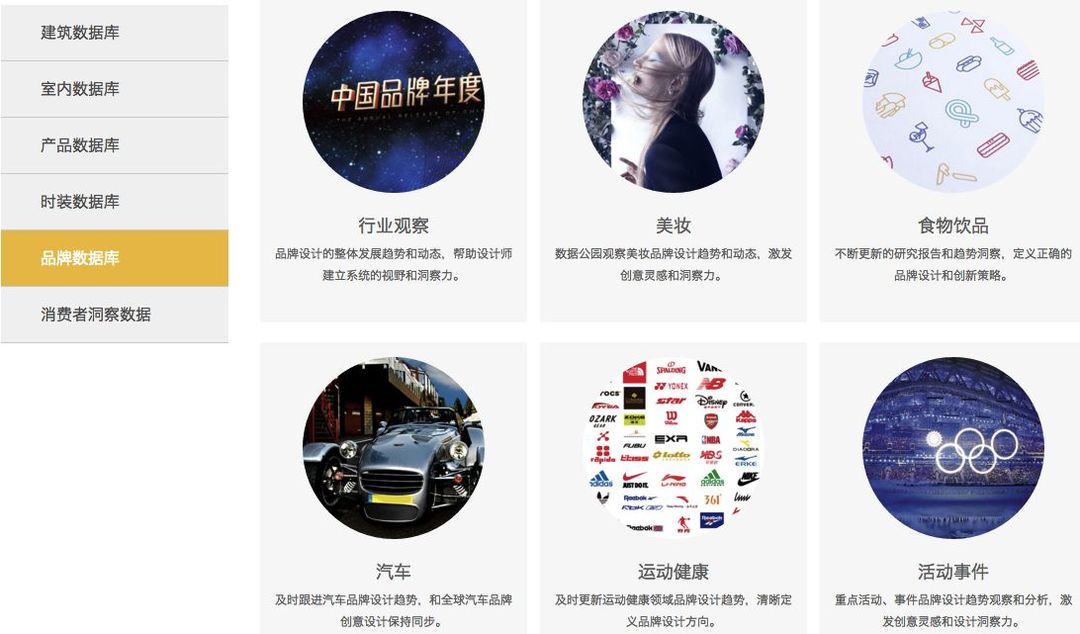 建筑数据库
室内数据库
产品数据库
时装数据库
品牌数据库
消费者洞察数据
中国品牌年度
行业观察
品牌设计的整体发展趋势和动态，帮助设计师
建立系统的视野和洞察力。
美妆
数据公园观察美妆品牌设计趋势和动态，激发
创意灵感和洞察力。
食物饮品
不断更新的研究报告和趋势洞察，定义正确的
品牌设计和创新策略。
汽车
及时跟进汽车品牌设计趋势，和全球汽车品牌
创意设计保持同步。
SPALDING
VAN
YONEX
NB
star
Disney
OZARK
GEAR
Kappa
FUBU
EXR
NBA
rapido
kiss
lotto
DIADORA
ERKE
JUST DO IT.
adidas
Reebok
361°
Reebok
Reebok
运动健康
及时更新运动健康领域品牌设计趋势，清晰定
义品牌设计方向。
活动事件
重点活动、事件品牌设计趋势观察和分析，激
发创意灵感和设计洞察力。